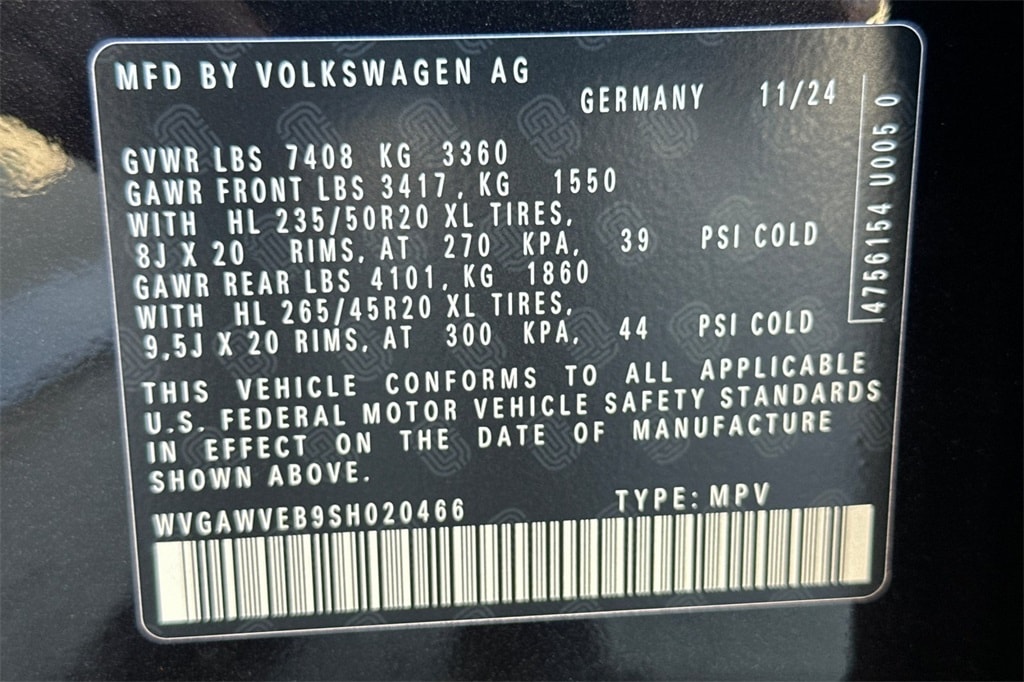 MFD BY VOLKSWAGEN AG
GERMANY 11/24
GVWR LBS 7408 KG 3360
GAWR FRONT LBS 3417, KG 1550
WITH HL 235/50R20 XL TIRES,
8J X 20 RIMS, AT 270 KPA, 39 PSI COLD
GAWR REAR LBS 4101, KG 1860
WITH HL 265/45R20 XL TIRES,
9,5J X 20 RIMS, AT 300 KPA, 44 PSI COLD
THIS VEHICLE CONFORMS TO ALL APPLICABLE
U.S. FEDERAL MOTOR VEHICLE SAFETY STANDARDS
IN EFFECT ON THE DATE OF MANUFACTURE
SHOWN ABOVE.
WVGAWVEB9SH020466 TYPE: MPV
4756154 U005 0